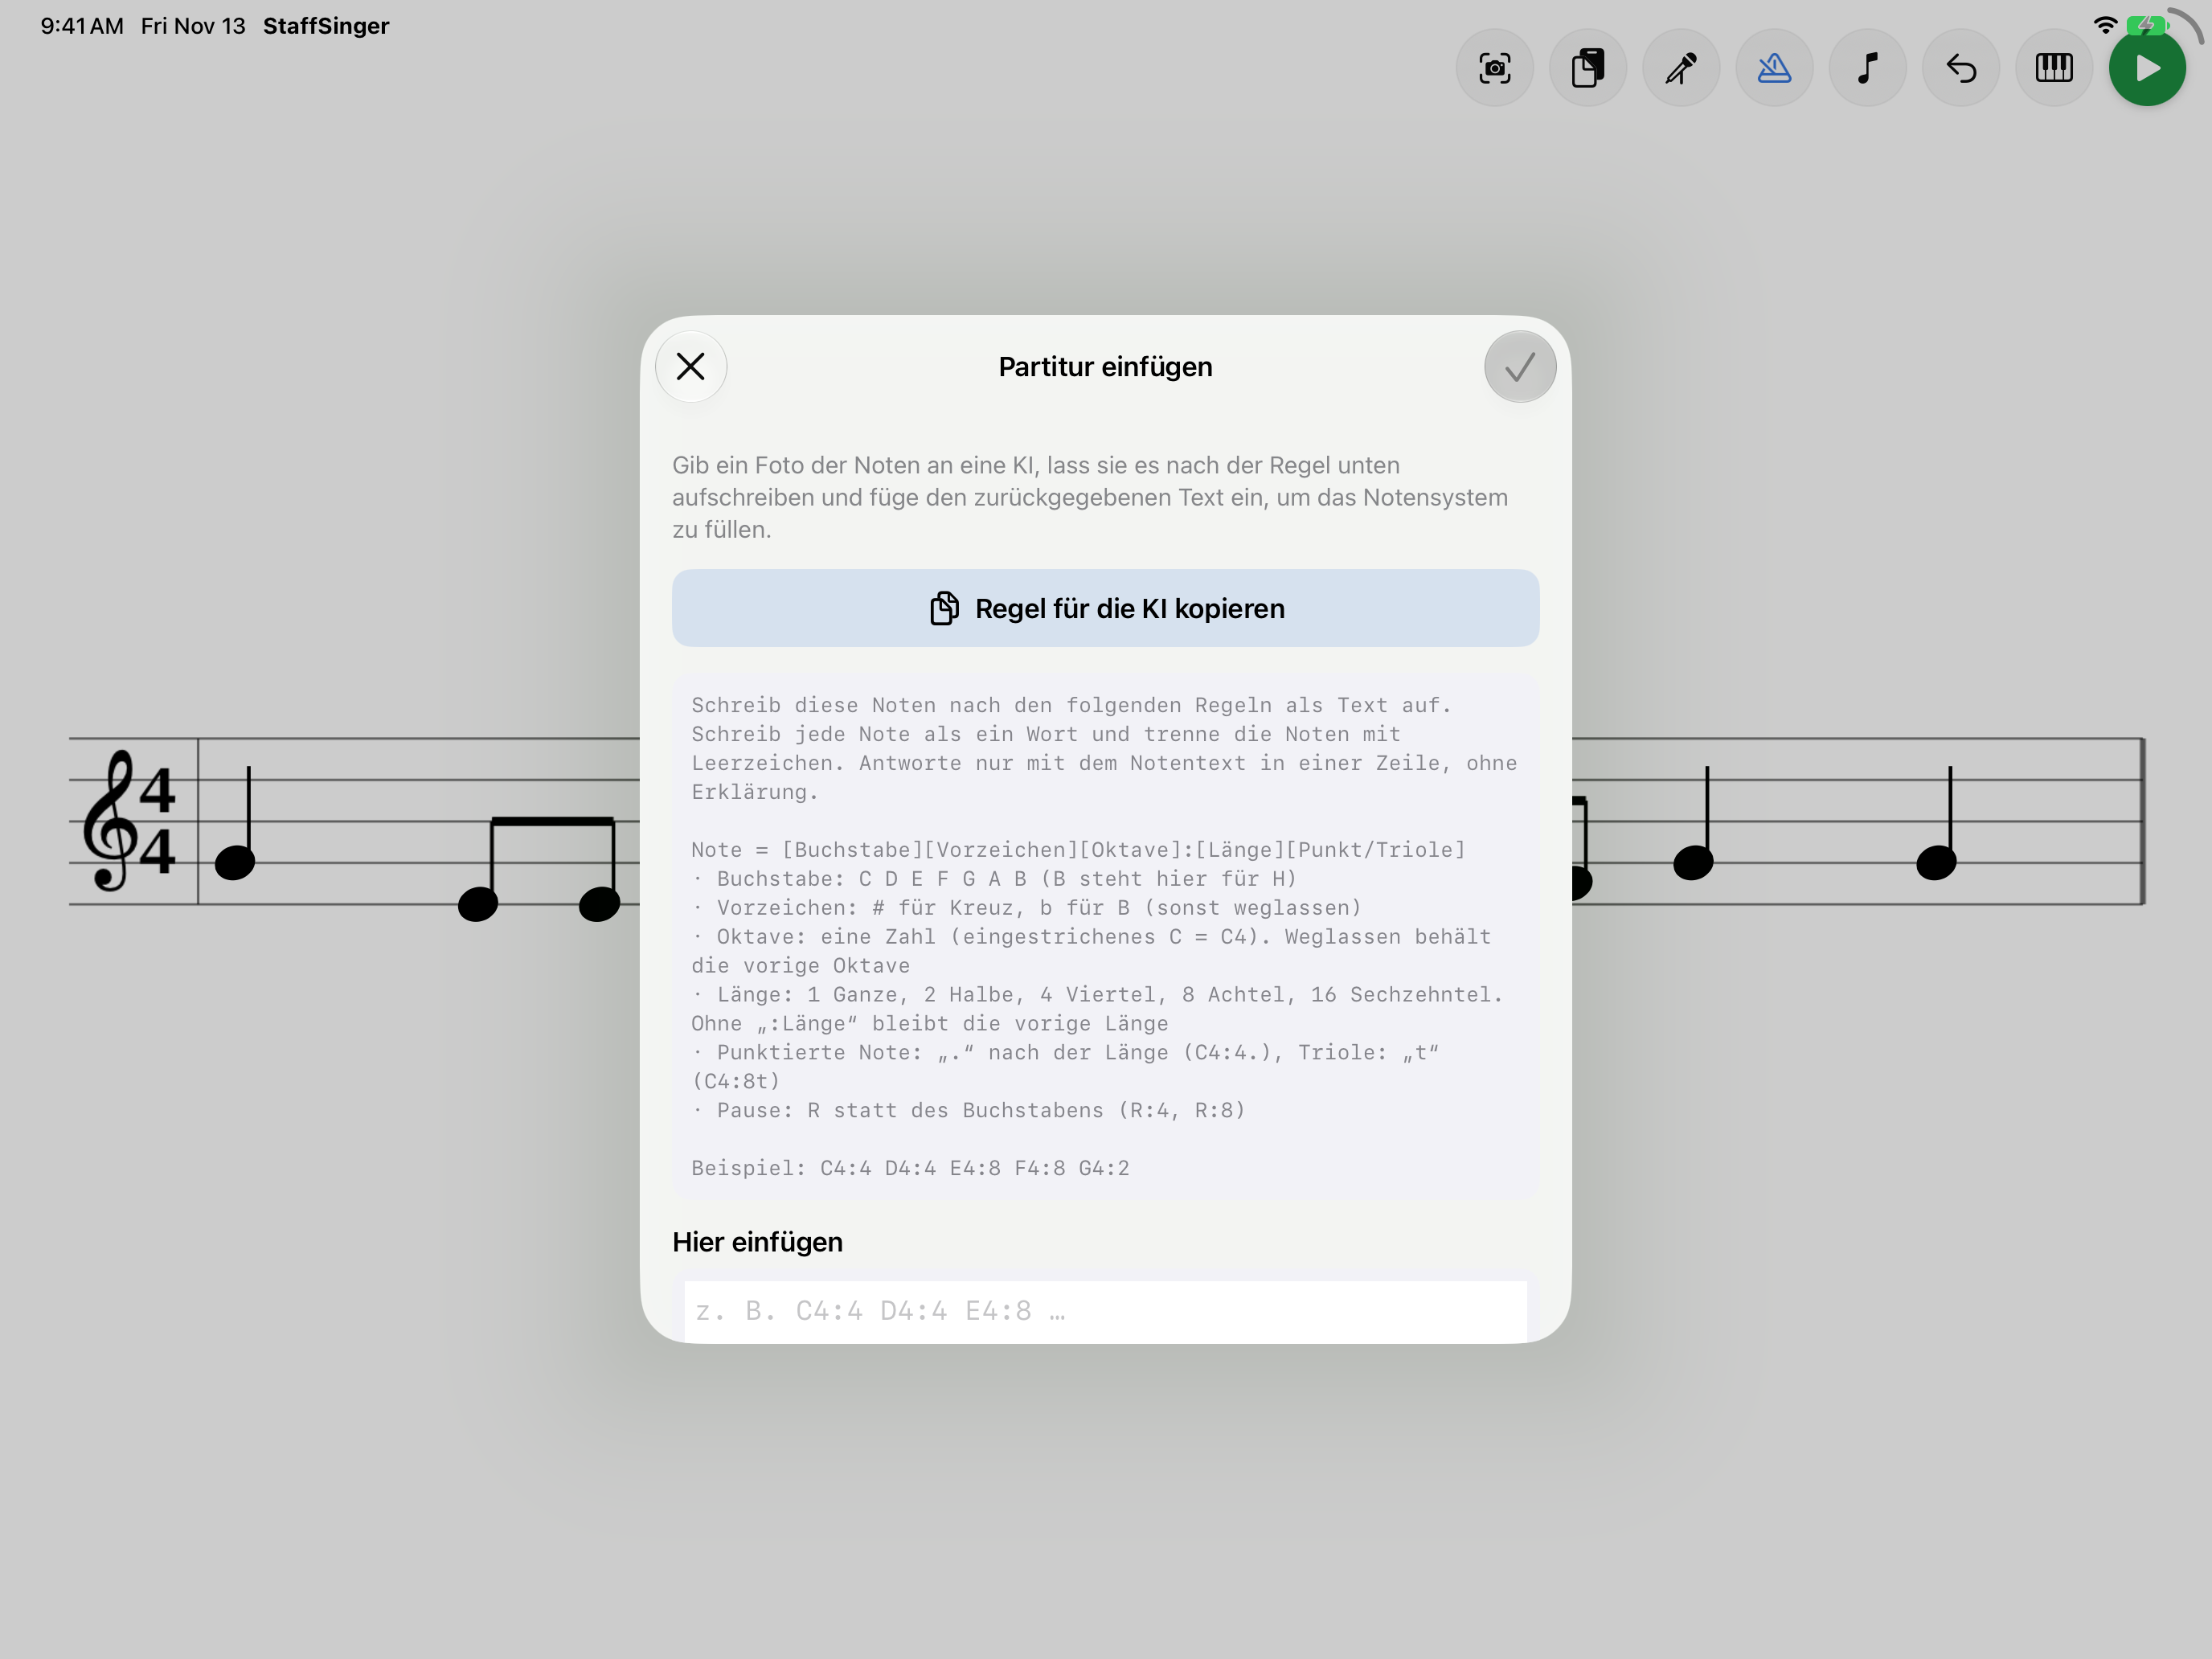 9:41 AM Fri Nov 13 StaffSinger
Partitur einfügen
Gib ein Foto der Noten an eine KI, lass sie es nach der Regel unten
aufschreiben und füge den zurückgegebenen Text ein, um das Notensystem
zu füllen.
Regel für die KI kopieren
Schreib diese Noten nach den folgenden Regeln als Text auf.
Schreib jede Note als ein Wort und trenne die Noten mit
Leerzeichen. Antworte nur mit dem Notentext in einer Zeile, ohne
Erklärung.
Note = [Buchstabe][Vorzeichen][Oktave]:[Länge][Punkt/Triole]
· Buchstabe: C D E F G A B (B steht hier für H)
· Vorzeichen: # für Kreuz, b für B (sonst weglassen)
· Oktave: eine Zahl (eingestrichenes C = C4). Weglassen behält
die vorige Oktave
· Länge: 1 Ganze, 2 Halbe, 4 Viertel, 8 Achtel, 16 Sechzehntel.
Ohne „:Länge“ bleibt die vorige Länge
· Punktierte Note: „.“ nach der Länge (C4:4.), Triole: „t“
(C4:8t)
· Pause: R statt des Buchstabens (R:4, R:8)
Beispiel: C4:4 D4:4 E4:8 F4:8 G4:2
Hier einfügen
z. B. C4:4 D4:4 E4:8 …
4
4